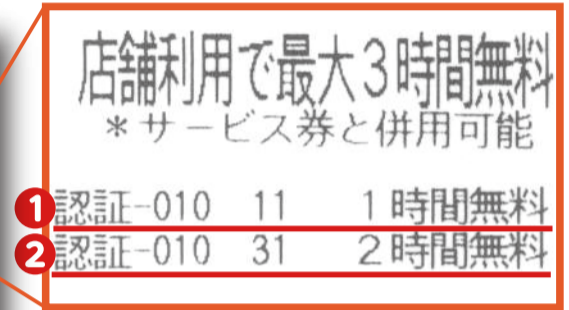 店舗利用で最大3時間無料
*サービス券と併用可能
❶認証-010 11 1時間無料
❷認証-010 31 2時間無料